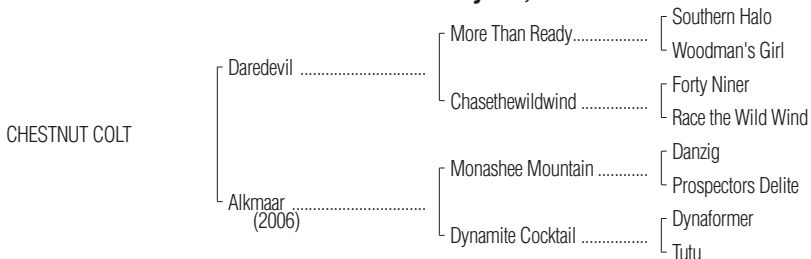 Southern Halo
More Than Ready.................
Woodman's Girl
Daredevil ..............................
Forty Niner
Chasethewildwind ................
Race the Wild Wind
CHESTNUT COLT
Danzig
Monashee Mountain ............
Prospectors Delite
Alkmaar ................................
(2006)
Dynaformer
Dynamite Cocktail ................
Tutu